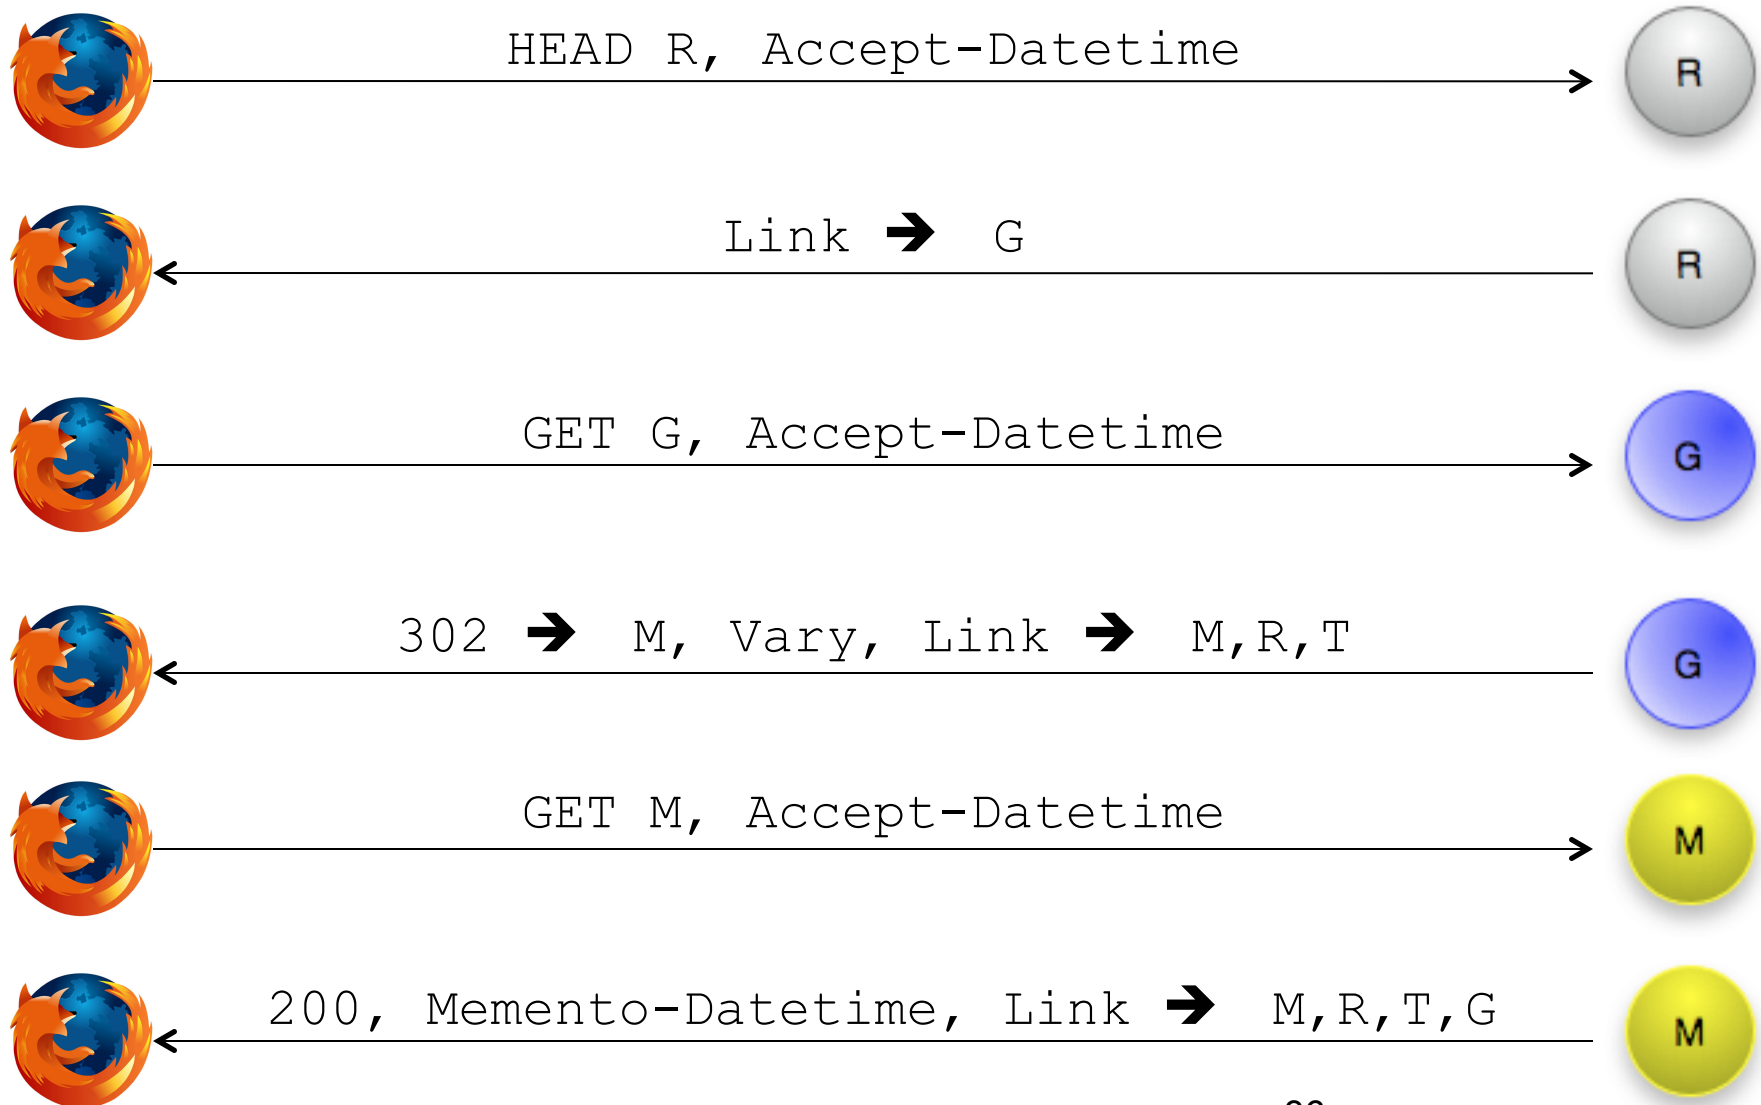 HEAD R, Accept-Datetime
R
Link ➔ G
R
GET G, Accept-Datetime
G
302 ➔ M, Vary, Link ➔ M,R,T
G
GET M, Accept-Datetime
M
200, Memento-Datetime, Link ➔ M,R,T,G
M